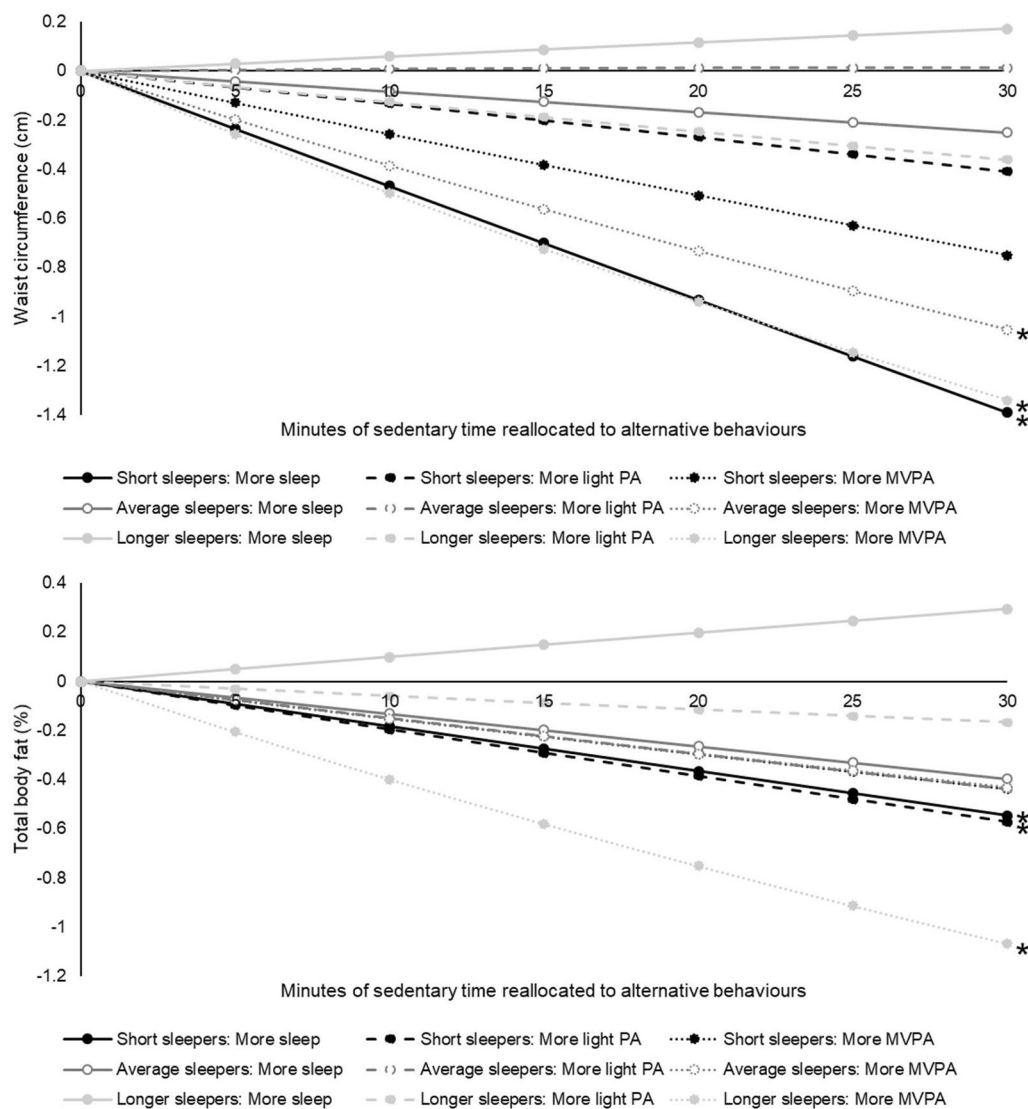 0.2
0
0 5 10 15 20 25 30
-0.2
-0.4
-0.6
-0.8
-1
-1.2
-1.4
Waist circumference (cm)
*
*
*
Minutes of sedentary time reallocated to alternative behaviours
Short sleepers: More sleep Short sleepers: More light PA Short sleepers: More MVPA
Average sleepers: More sleep Average sleepers: More light PA Average sleepers: More MVPA
Longer sleepers: More sleep Longer sleepers: More light PA Longer sleepers: More MVPA
0.4
0.2
0
0 5 10 15 20 25 30
-0.2
-0.4
-0.6
-0.8
-1
-1.2
Total body fat (%)
*
*
*
Minutes of sedentary time reallocated to alternative behaviours
Short sleepers: More sleep Short sleepers: More light PA Short sleepers: More MVPA
Average sleepers: More sleep Average sleepers: More light PA Average sleepers: More MVPA
Longer sleepers: More sleep Longer sleepers: More light PA Longer sleepers: More MVPA